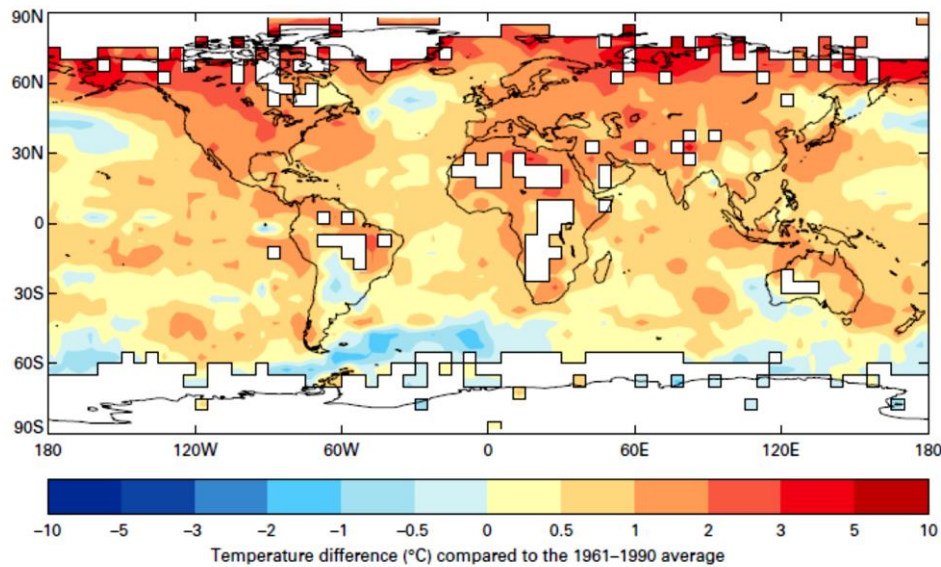 90N
60N
30N
0
30S
60S
90S
180 120W 60W 0 60E 120E 180
–10 –5 –3 –2 –1 –0.5 0 0.5 1 2 3 5 10
Temperature difference (°C) compared to the 1961–1990 average